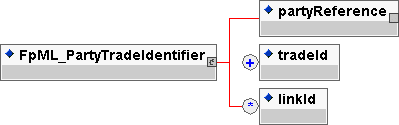 partyReference
FpML_PartyTradeIdentifier
c
+ tradeId
* linkId